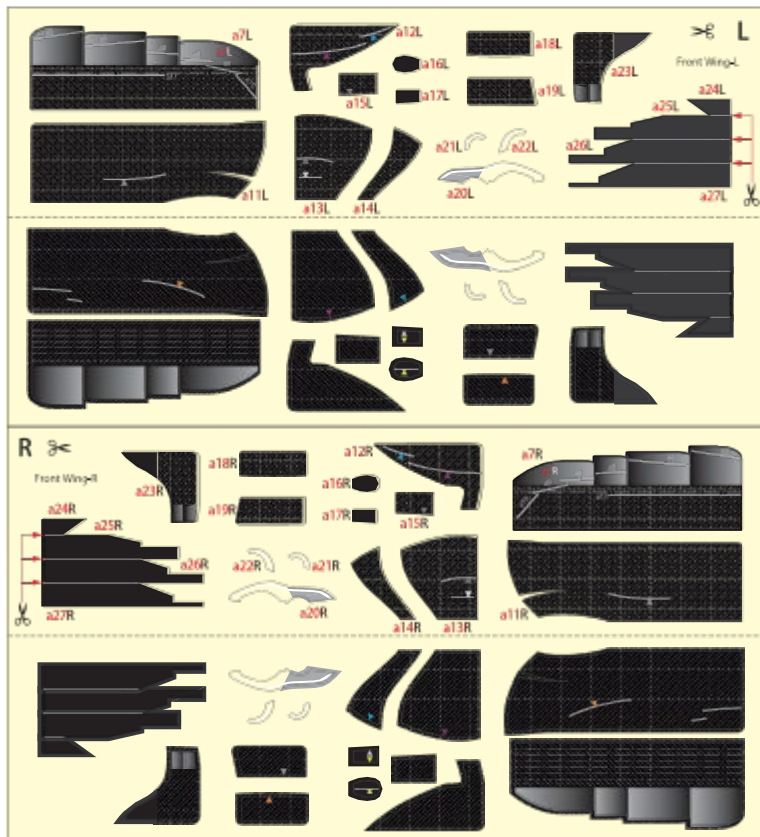 a7L
a12L
a18L
L
a8L
a16L
a23L
Front Wing-L
a15L
a17L
a19L
a24L
a25L
a21L
a22L
a26L
a11L
a20L
a13L
a14L
a27L
R
a18R
a12R
a7R
Front Wing-R
a23R
a16R
a24R
a19R
a17R
a15R
a25R
a26R
a22R
a21R
a27R
a20R
a14R
a13R
a11R